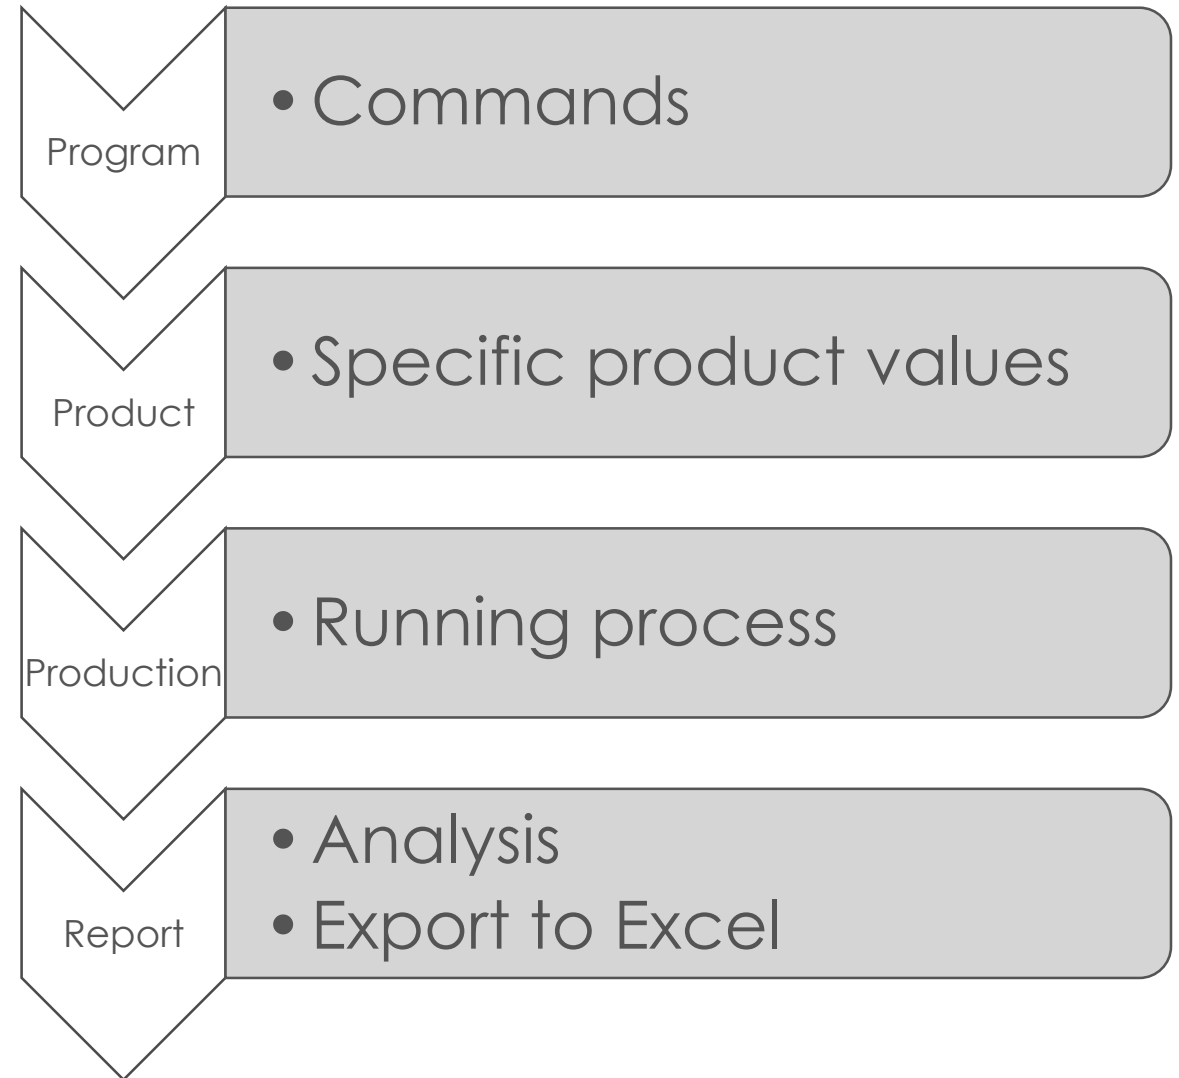 Program
• Commands
Product
• Specific product values
Production
• Running process
Report
• Analysis
• Export to Excel